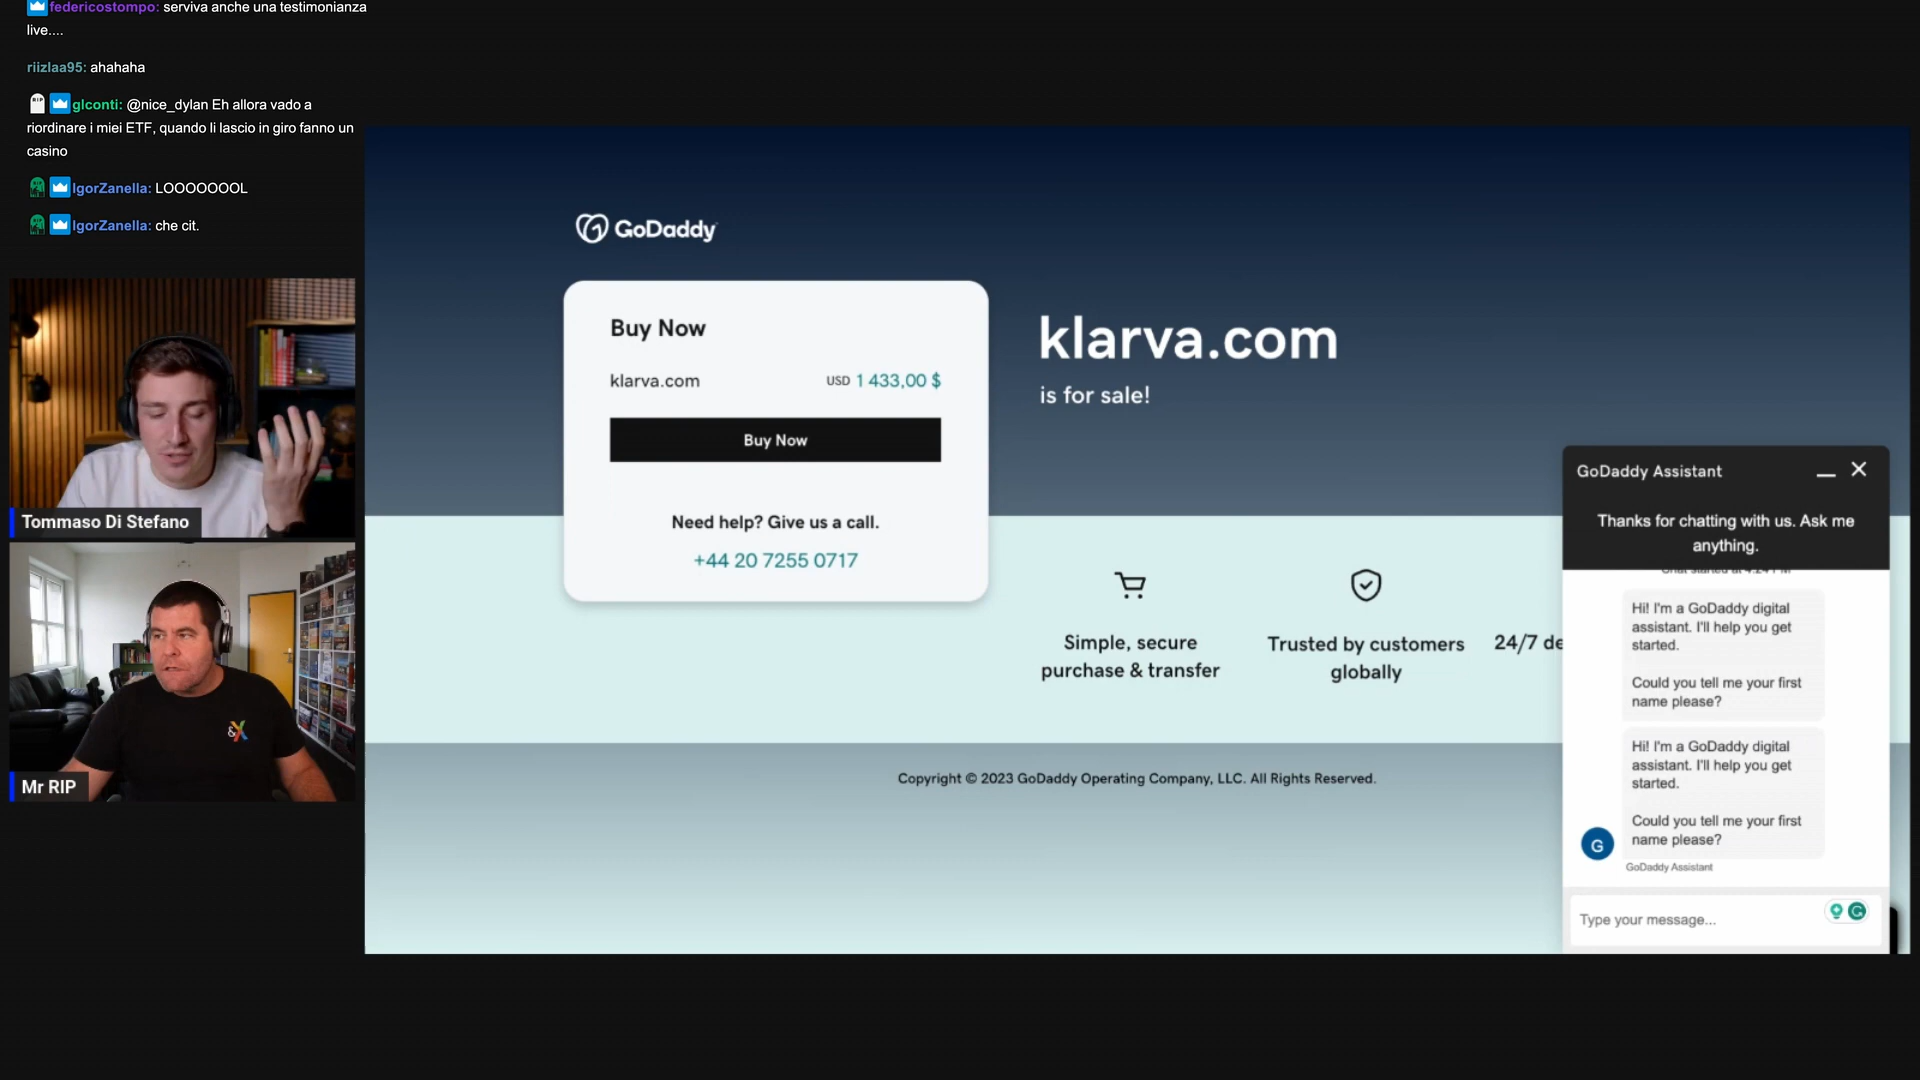 federicostompo: serviva anche una testimonianza
live....
riizlaa95: ahahaha
glconti: @nice_dylan Eh allora vado a
riordinare i miei ETF, quando li lascio in giro fanno un
casino
IgorZanella: LOOOOOOOL
IgorZanella: che cit.
Tommaso Di Stefano
Mr RIP
GoDaddy
Buy Now
klarva.com
USD 1 433,00 $
Buy Now
Need help? Give us a call.
+44 20 7255 0717
klarva.com
is for sale!
Simple, secure
purchase & transfer
Trusted by customers
globally
24/7 de
Copyright © 2023 GoDaddy Operating Company, LLC. All Rights Reserved.
GoDaddy Assistant
Thanks for chatting with us. Ask me
anything.
Chat started at 4:24 PM
Hi! I'm a GoDaddy digital
assistant. I'll help you get
started.
Could you tell me your first
name please?
Hi! I'm a GoDaddy digital
assistant. I'll help you get
started.
Could you tell me your first
name please?
G
GoDaddy Assistant
Type your message...